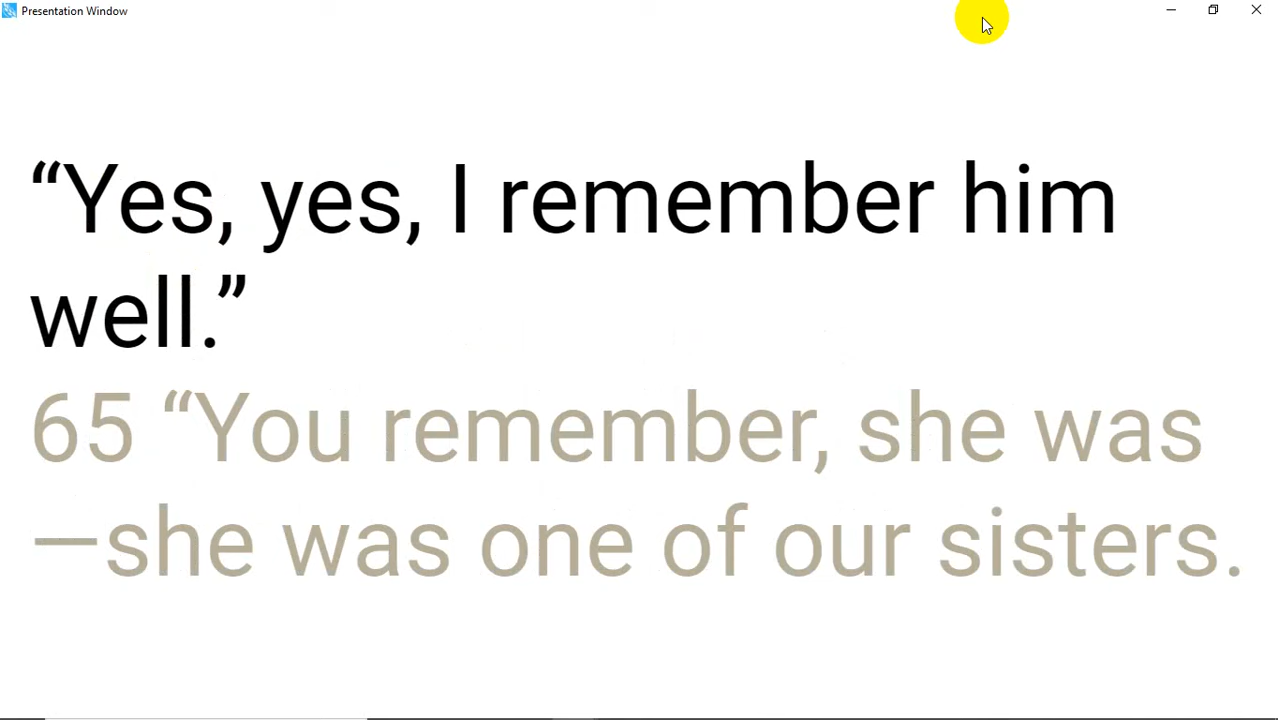 Presentation Window
“Yes, yes, I remember him
well.”
65 “You remember, she was
—she was one of our sisters.